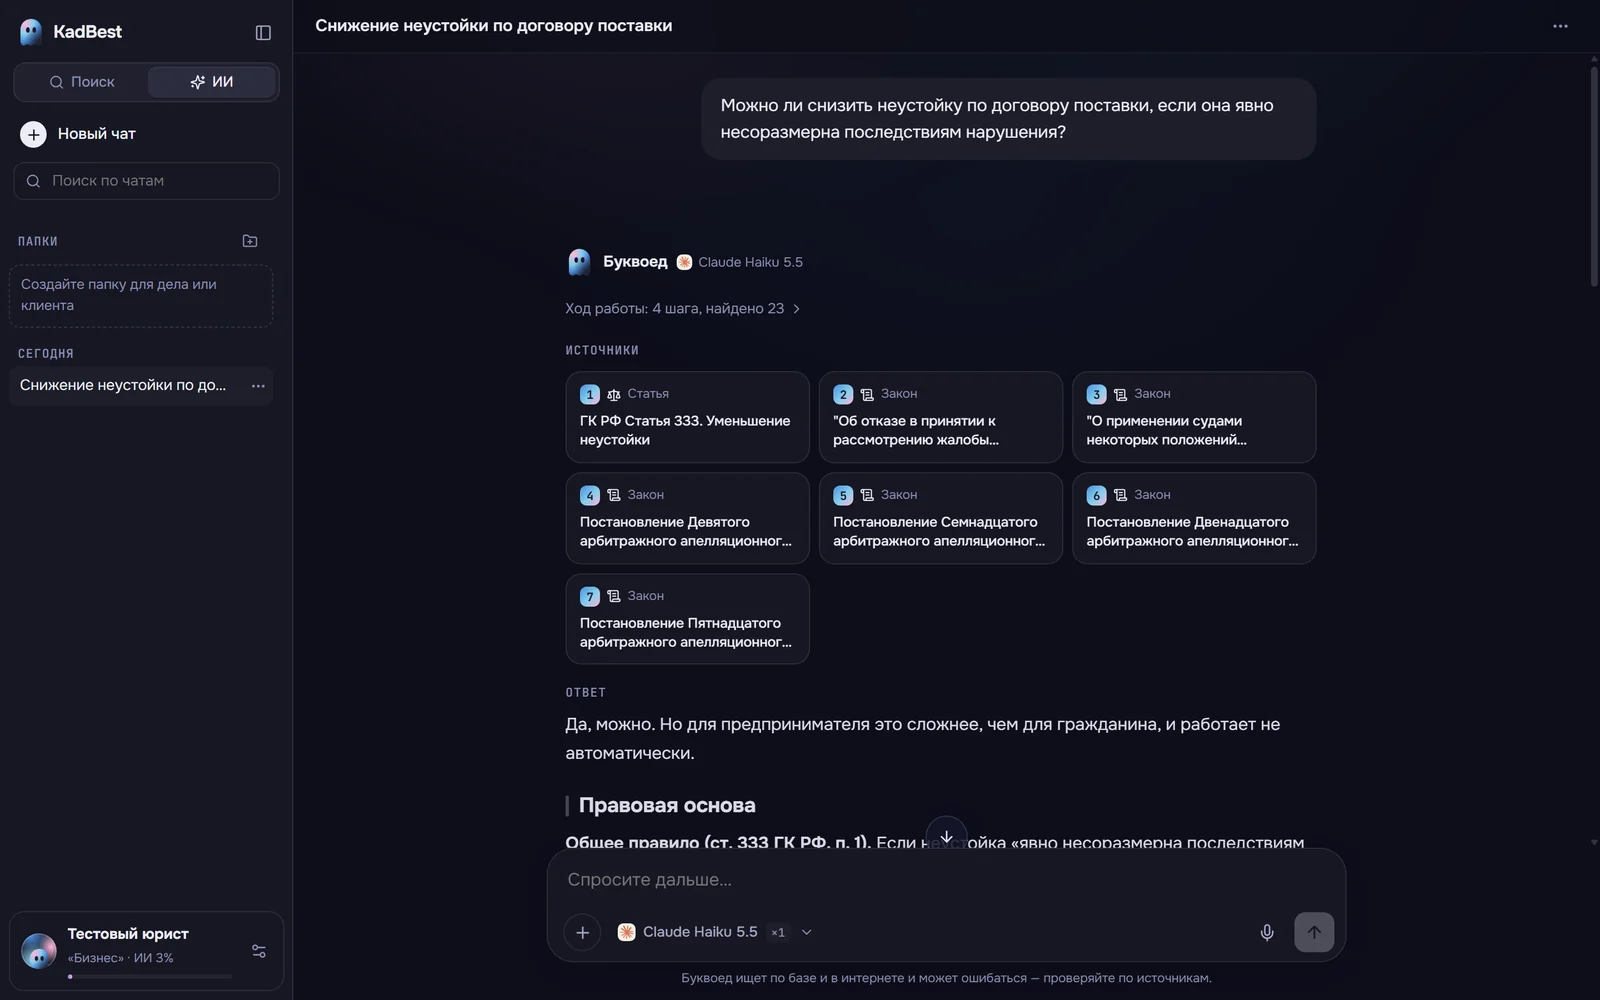 KadBest
Поиск
ИИ
Новый чат
Поиск по чатам
ПАПКИ
Создайте папку для дела или
клиента
СЕГОДНЯ
Снижение неустойки по до...
Тестовый юрист
«Бизнес» · ИИ 3%
Снижение неустойки по договору поставки
Можно ли снизить неустойку по договору поставки, если она явно
несоразмерна последствиям нарушения?
Буквоед Claude Haiku 5.5
Ход работы: 4 шага, найдено 23
ИСТОЧНИКИ
1 Статья
ГК РФ Статья 333. Уменьшение
неустойки
2 Закон
"Об отказе в принятии к
рассмотрению жалобы...
3 Закон
"О применении судами
некоторых положений...
4 Закон
Постановление Девятого
арбитражного апелляционног...
5 Закон
Постановление Семнадцатого
арбитражного апелляционног...
6 Закон
Постановление Двенадцатого
арбитражного апелляционног...
7 Закон
Постановление Пятнадцатого
арбитражного апелляционног...
ОТВЕТ
Да, можно. Но для предпринимателя это сложнее, чем для гражданина, и работает не
автоматически.
Правовая основа
Общее правило (ст. 333 ГК РФ, п. 1). Если неустойка «явно несоразмерна последствиям
Спросите дальше...
Claude Haiku 5.5 ×1
Буквоед ищет по базе и в интернете и может ошибаться — проверяйте по источникам.